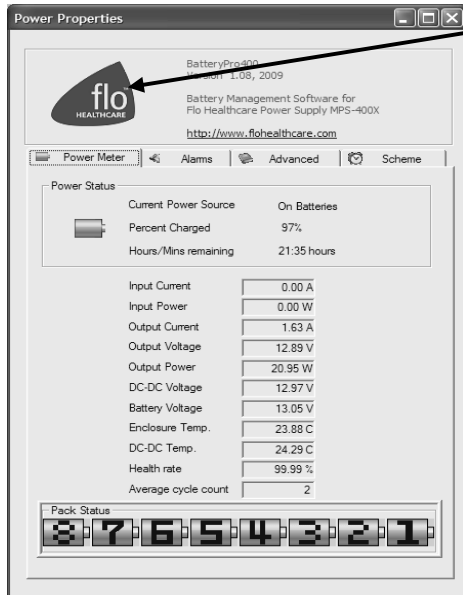 Power Properties
flo
HEALTHCARE
BatteryPro400
Version 1.08, 2009
Battery Management Software for
Flo Healthcare Power Supply MPS-400X
http://www.flohealthcare.com
Power Meter Alarms Advanced Scheme
Power Status
Current Power Source On Batteries
Percent Charged 97%
Hours/Mins remaining 21:35 hours
Input Current 0.00 A
Input Power 0.00 W
Output Current 1.63 A
Output Voltage 12.89 V
Output Power 20.95 W
DC-DC Voltage 12.97 V
Battery Voltage 13.05 V
Enclosure Temp. 23.88 C
DC-DC Temp. 24.29 C
Health rate 99.99 %
Average cycle count 2
Pack Status
8 7 6 5 4 3 2 1